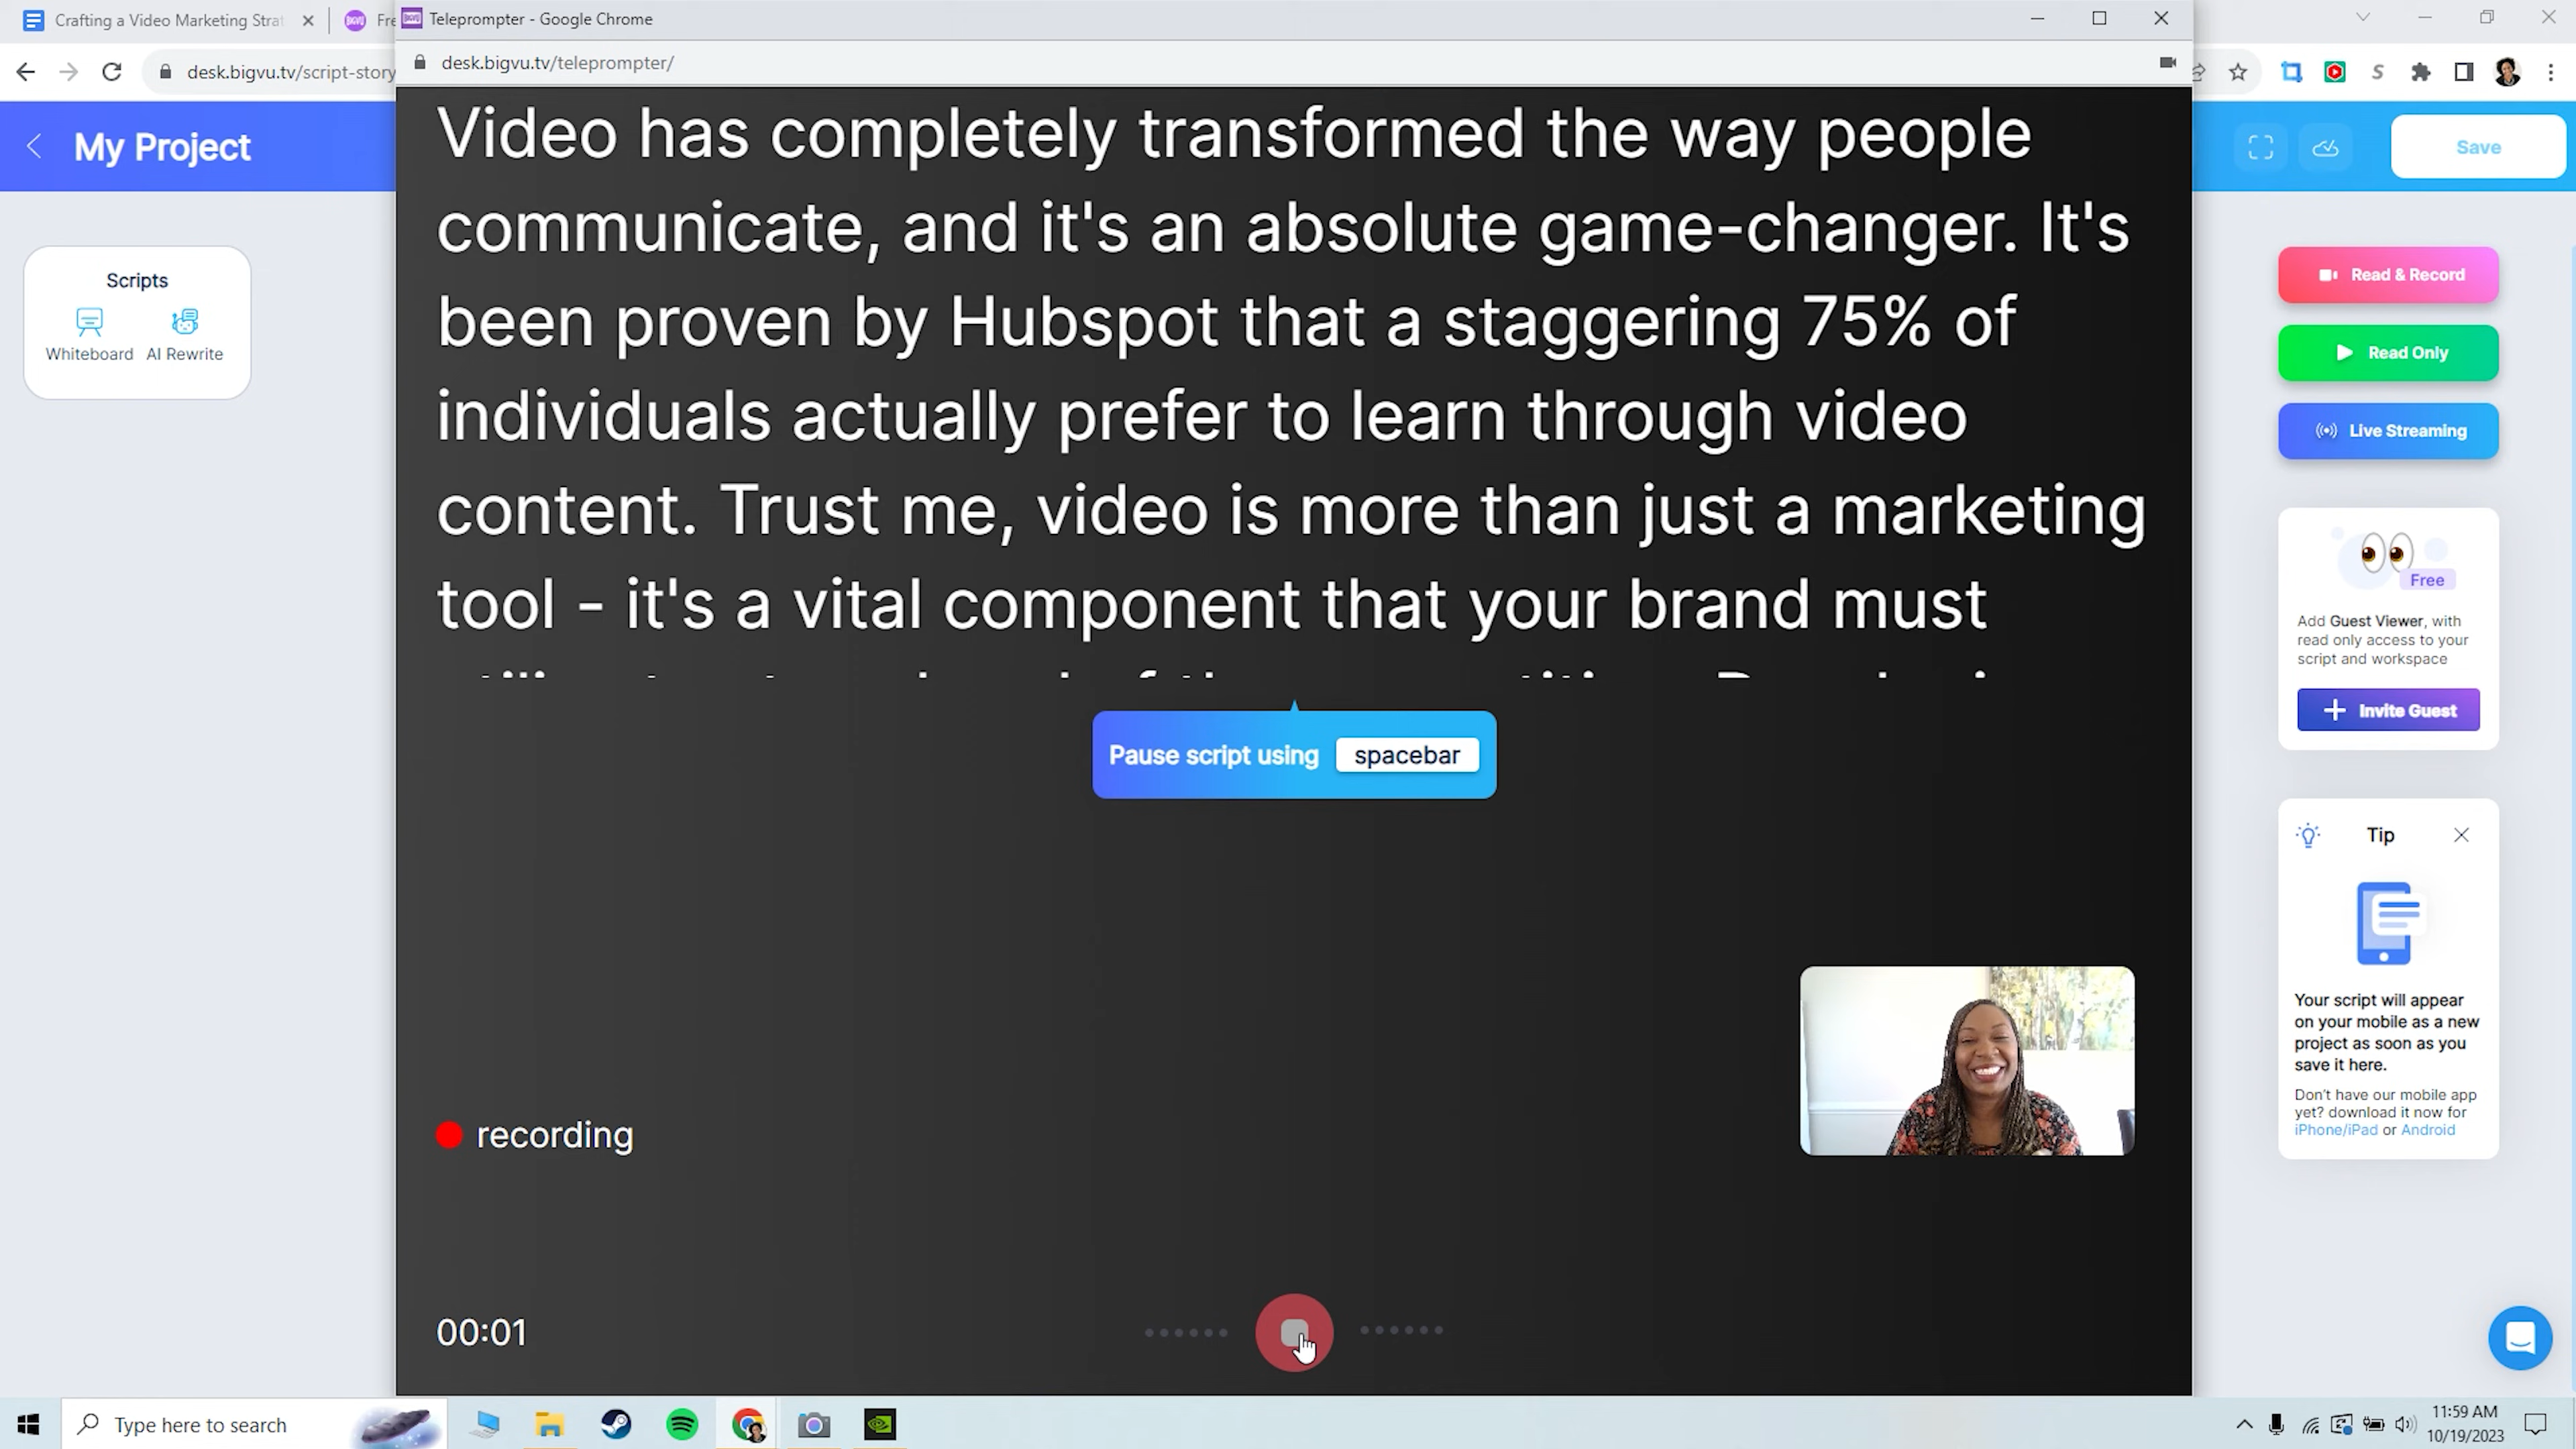 Crafting a Video Marketing Strat
BIGVU
Fre
BIGVU
Teleprompter - Google Chrome
desk.bigvu.tv/script-story
desk.bigvu.tv/teleprompter/
My Project
Save
Scripts
Whiteboard
AI Rewrite
Video has completely transformed the way people
communicate, and it's an absolute game-changer. It's
been proven by Hubspot that a staggering 75% of
individuals actually prefer to learn through video
content. Trust me, video is more than just a marketing
tool - it's a vital component that your brand must
Pause script using spacebar
recording
00:01
Read & Record
Read Only
Live Streaming
Free
Add Guest Viewer, with
read only access to your
script and workspace
+ Invite Guest
Tip
Your script will appear
on your mobile as a new
project as soon as you
save it here.
Don't have our mobile app
yet? download it now for
iPhone/iPad or Android
Type here to search
11:59 AM
10/19/2023